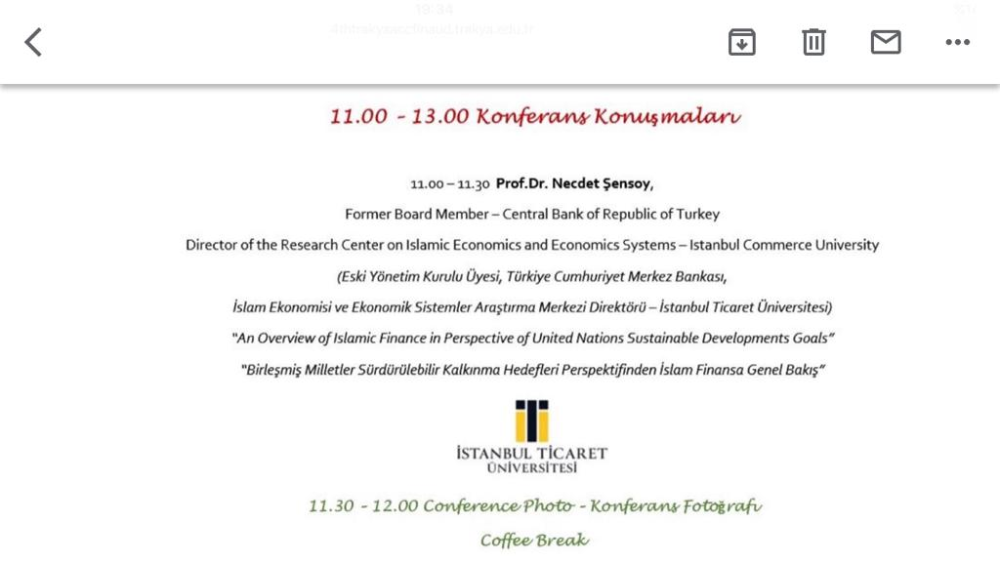 19:34
4thtrakyaaccfinaud.trakya.edu.tr
11.00 - 13.00 Konferans Konuşmaları
11.00 – 11.30 Prof.Dr. Necdet Şensoy,
Former Board Member – Central Bank of Republic of Turkey
Director of the Research Center on Islamic Economics and Economics Systems – Istanbul Commerce University
(Eski Yönetim Kurulu Üyesi, Türkiye Cumhuriyet Merkez Bankası,
İslam Ekonomisi ve Ekonomik Sistemler Araştırma Merkezi Direktörü – İstanbul Ticaret Üniversitesi)
"An Overview of Islamic Finance in Perspective of United Nations Sustainable Developments Goals"
"Birleşmiş Milletler Sürdürülebilir Kalkınma Hedefleri Perspektifinden İslam Finansa Genel Bakış"
İSTANBUL TİCARET
ÜNİVERSİTESİ
11.30 - 12.00 Conference Photo - Konferans Fotoğrafı
Coffee Break